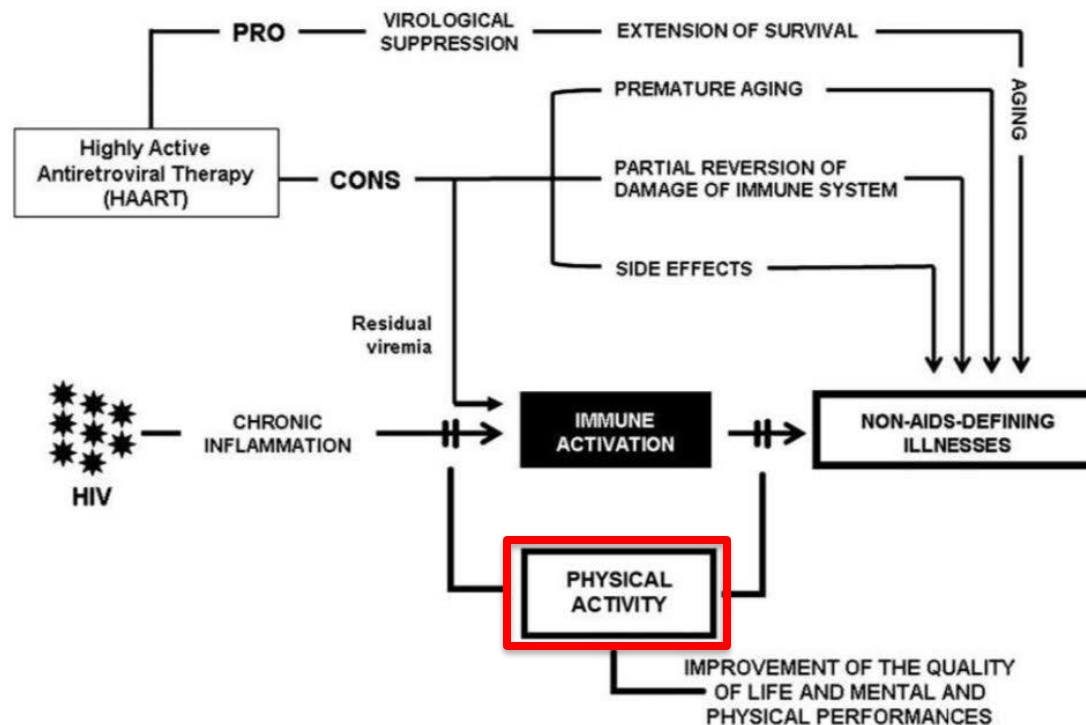 PRO
VIROLOGICAL
SUPPRESSION
EXTENSION OF SURVIVAL
AGING
PREMATURE AGING
Highly Active
Antiretroviral Therapy
(HAART)
CONS
PARTIAL REVERSION OF
DAMAGE OF IMMUNE SYSTEM
SIDE EFFECTS
Residual
viremia
HIV
CHRONIC
INFLAMMATION
IMMUNE
ACTIVATION
NON-AIDS-DEFINING
ILLNESSES
PHYSICAL
ACTIVITY
IMPROVEMENT OF THE QUALITY
OF LIFE AND MENTAL AND
PHYSICAL PERFORMANCES